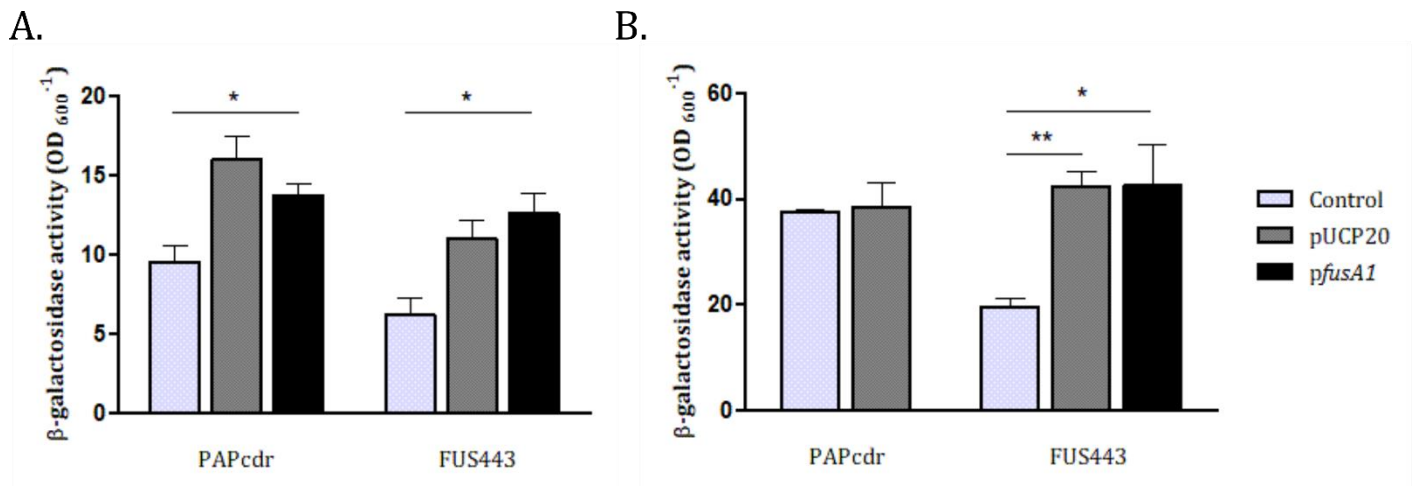 A.
β-galactosidase activity (OD 600⁻¹)
20
15
10
5
0
*
*
PAPcdr
FUS443
B.
β-galactosidase activity (OD 600⁻¹)
60
40
20
0
*
**
PAPcdr
FUS443
Control
pUCP20
pfusA1